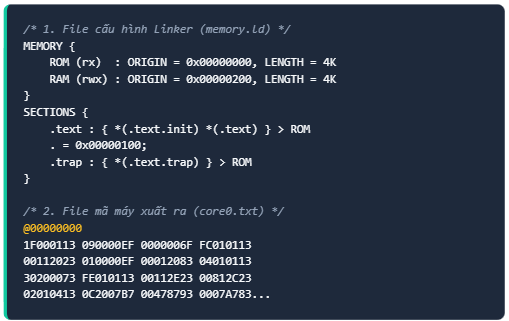 /* 1. File cấu hình Linker (memory.ld) */
MEMORY {
    ROM (rx)  : ORIGIN = 0x00000000, LENGTH = 4K
    RAM (rwx) : ORIGIN = 0x00000200, LENGTH = 4K
}
SECTIONS {
    .text : { *(.text.init) *(.text) } > ROM
    . = 0x00000100;
    .trap : { *(.text.trap) } > ROM
}
/* 2. File mã máy xuất ra (core0.txt) */
@00000000
1F000113 090000EF 0000006F FC010113
00112023 010000EF 00012083 04010113
30200073 FE010113 00112E23 00812C23
02010413 0C2007B7 00478793 0007A783...